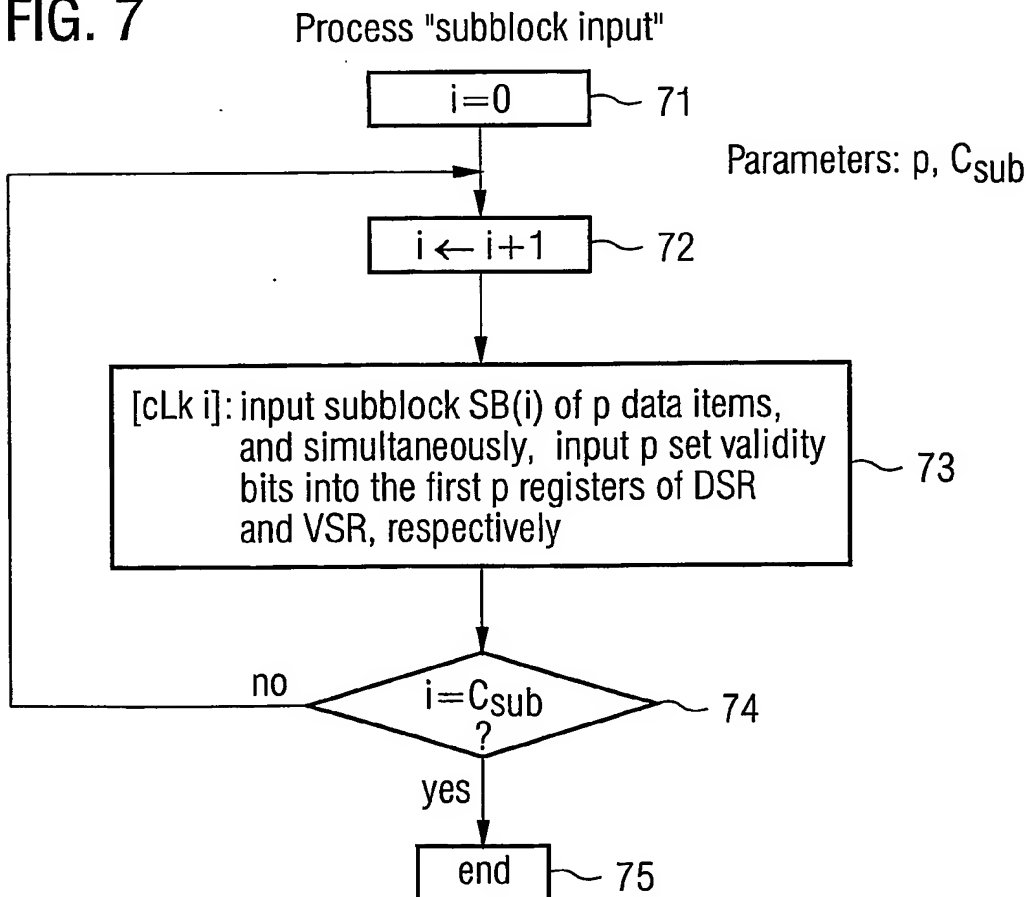 FIG. 7
Process "subblock input"
i=0
71
Parameters: p, Csub
i ← i+1
72
[cLk i]: input subblock SB(i) of p data items,
and simultaneously, input p set validity
bits into the first p registers of DSR
and VSR, respectively
73
no
i=Csub
?
74
yes
end
75